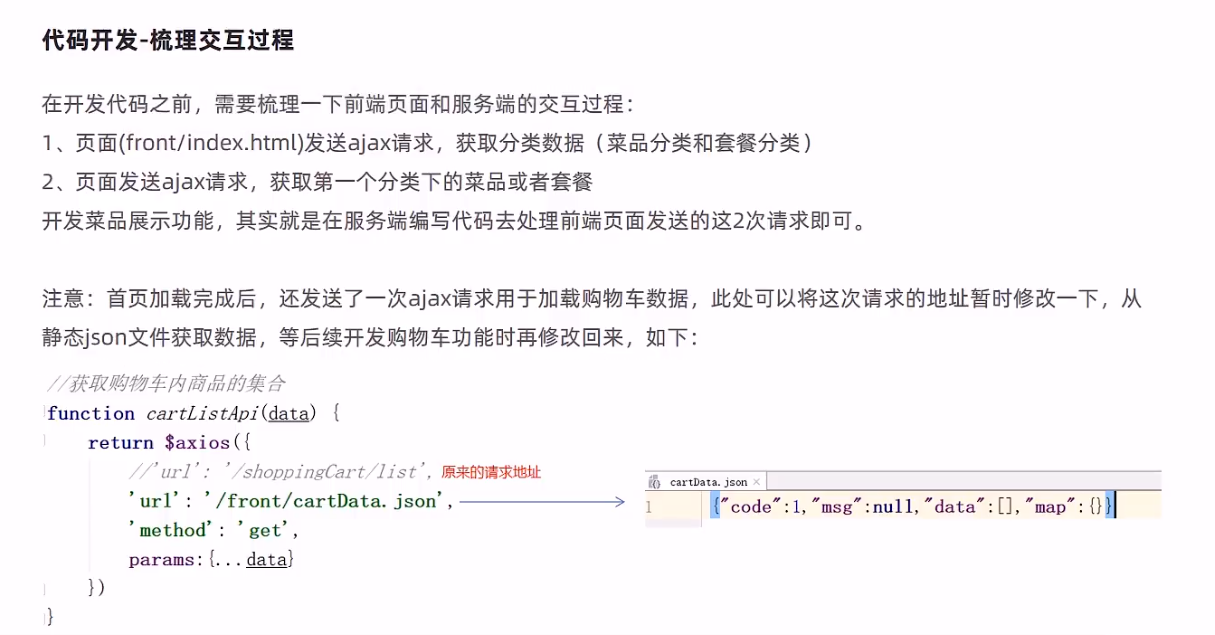 代码开发-梳理交互过程
在开发代码之前，需要梳理一下前端页面和服务端的交互过程：
1、页面(front/index.html)发送ajax请求，获取分类数据（菜品分类和套餐分类）
2、页面发送ajax请求，获取第一个分类下的菜品或者套餐
开发菜品展示功能，其实就是在服务端编写代码去处理前端页面发送的这2次请求即可。
注意：首页加载完成后，还发送了一次ajax请求用于加载购物车数据，此处可以将这次请求的地址暂时修改一下，从
静态json文件获取数据，等后续开发购物车功能时再修改回来，如下：
//获取购物车内商品的集合
function cartListApi(data) {
return $axios({
//'url': '/shoppingCart/list', 原来的请求地址
'url': '/front/cartData.json',
'method': 'get',
params:{...data}
})
}
cartData.json ×
1 {"code":1,"msg":null,"data":[],"map":{}}